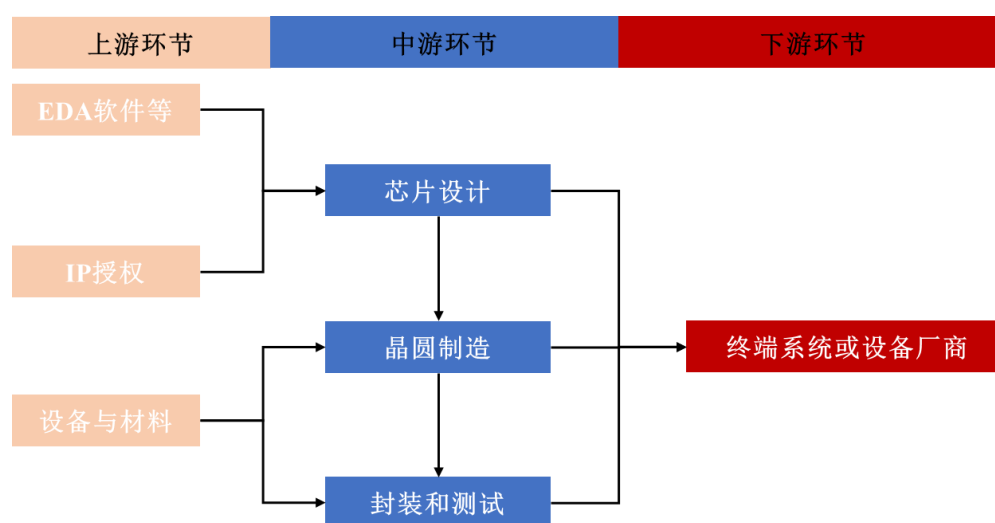 上游环节
中游环节
下游环节
EDA软件等
芯片设计
IP授权
晶圆制造
终端系统或设备厂商
设备与材料
封装和测试